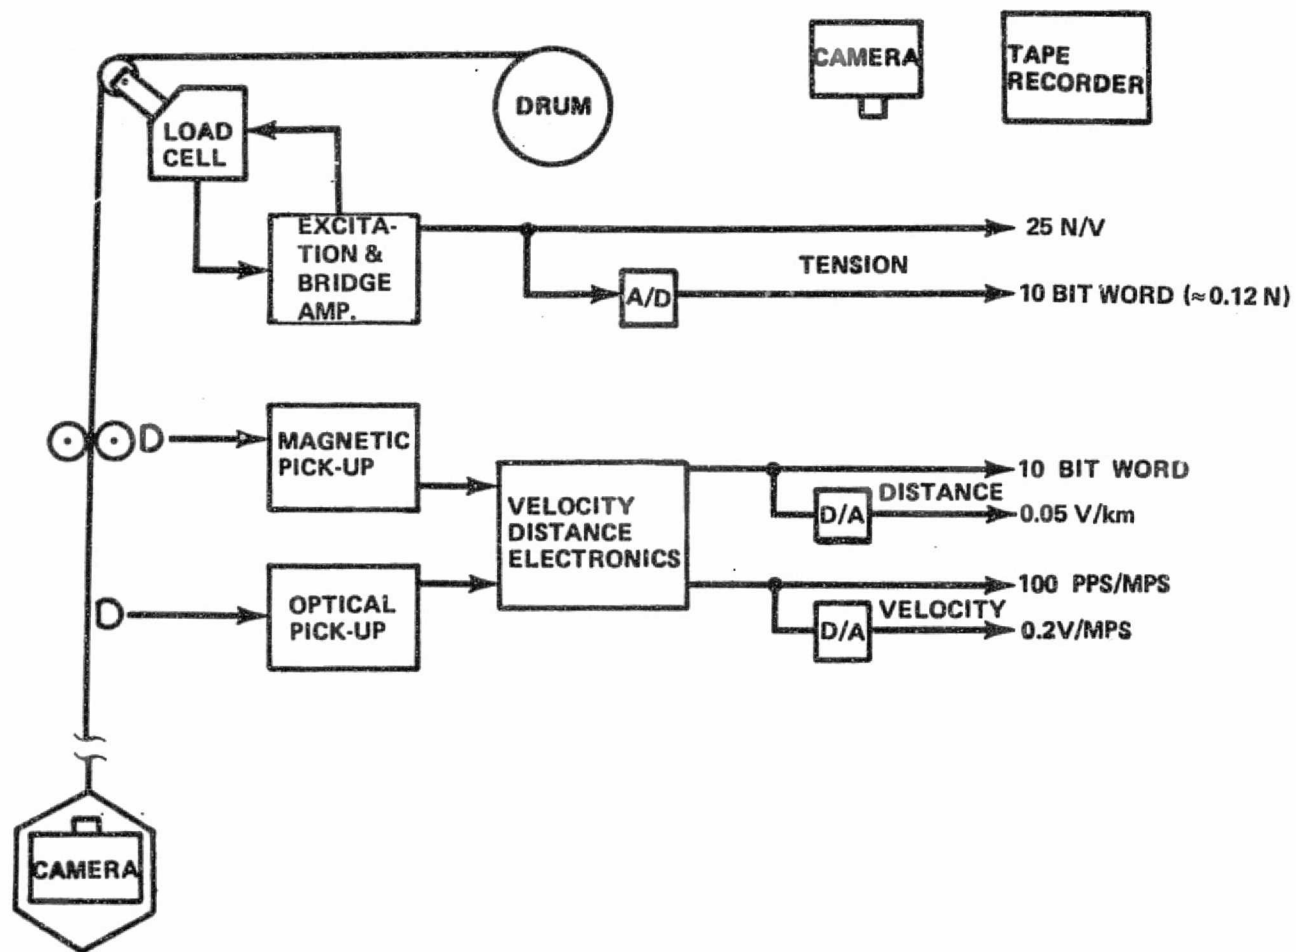 CAMERA
TAPE
RECORDER
DRUM
LOAD
CELL
EXCITA-
TION &
BRIDGE
AMP.
25 N/V
TENSION
A/D
10 BIT WORD (≈0.12 N)
MAGNETIC
PICK-UP
VELOCITY
DISTANCE
ELECTRONICS
10 BIT WORD
DISTANCE
D/A
0.05 V/km
OPTICAL
PICK-UP
100 PPS/MPS
VELOCITY
D/A
0.2V/MPS
CAMERA